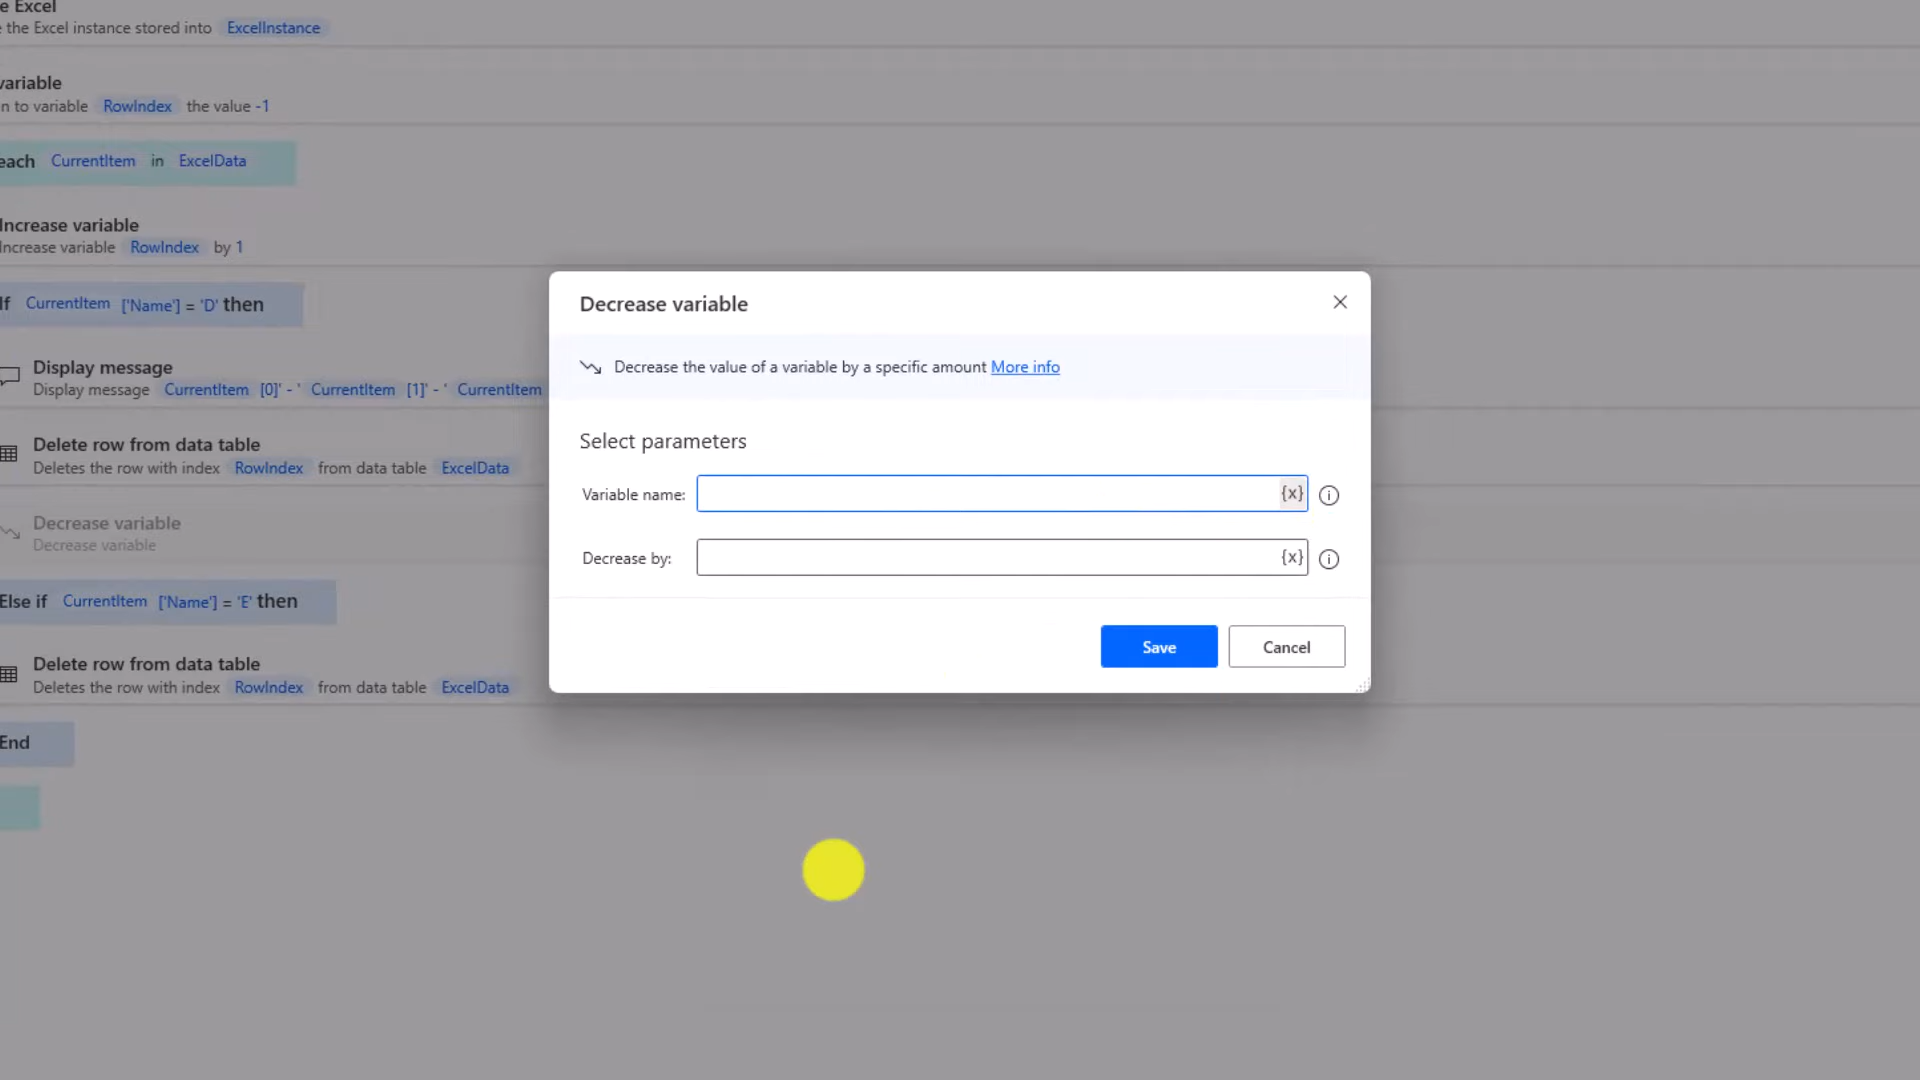 e Excel
e the Excel instance stored into ExcelInstance
variable
n to variable RowIndex the value -1
each CurrentItem in ExcelData
Increase variable
Increase variable RowIndex by 1
If CurrentItem ['Name'] = 'D' then
Display message
Display message CurrentItem [0]' - ' CurrentItem [1]' - ' CurrentItem
Delete row from data table
Deletes the row with index RowIndex from data table ExcelData
Decrease variable
Decrease variable
Else if CurrentItem ['Name'] = 'E' then
Delete row from data table
Deletes the row with index RowIndex from data table ExcelData
End
Decrease variable
Decrease the value of a variable by a specific amount More info
Select parameters
Variable name: {x}
Decrease by: {x}
Save Cancel